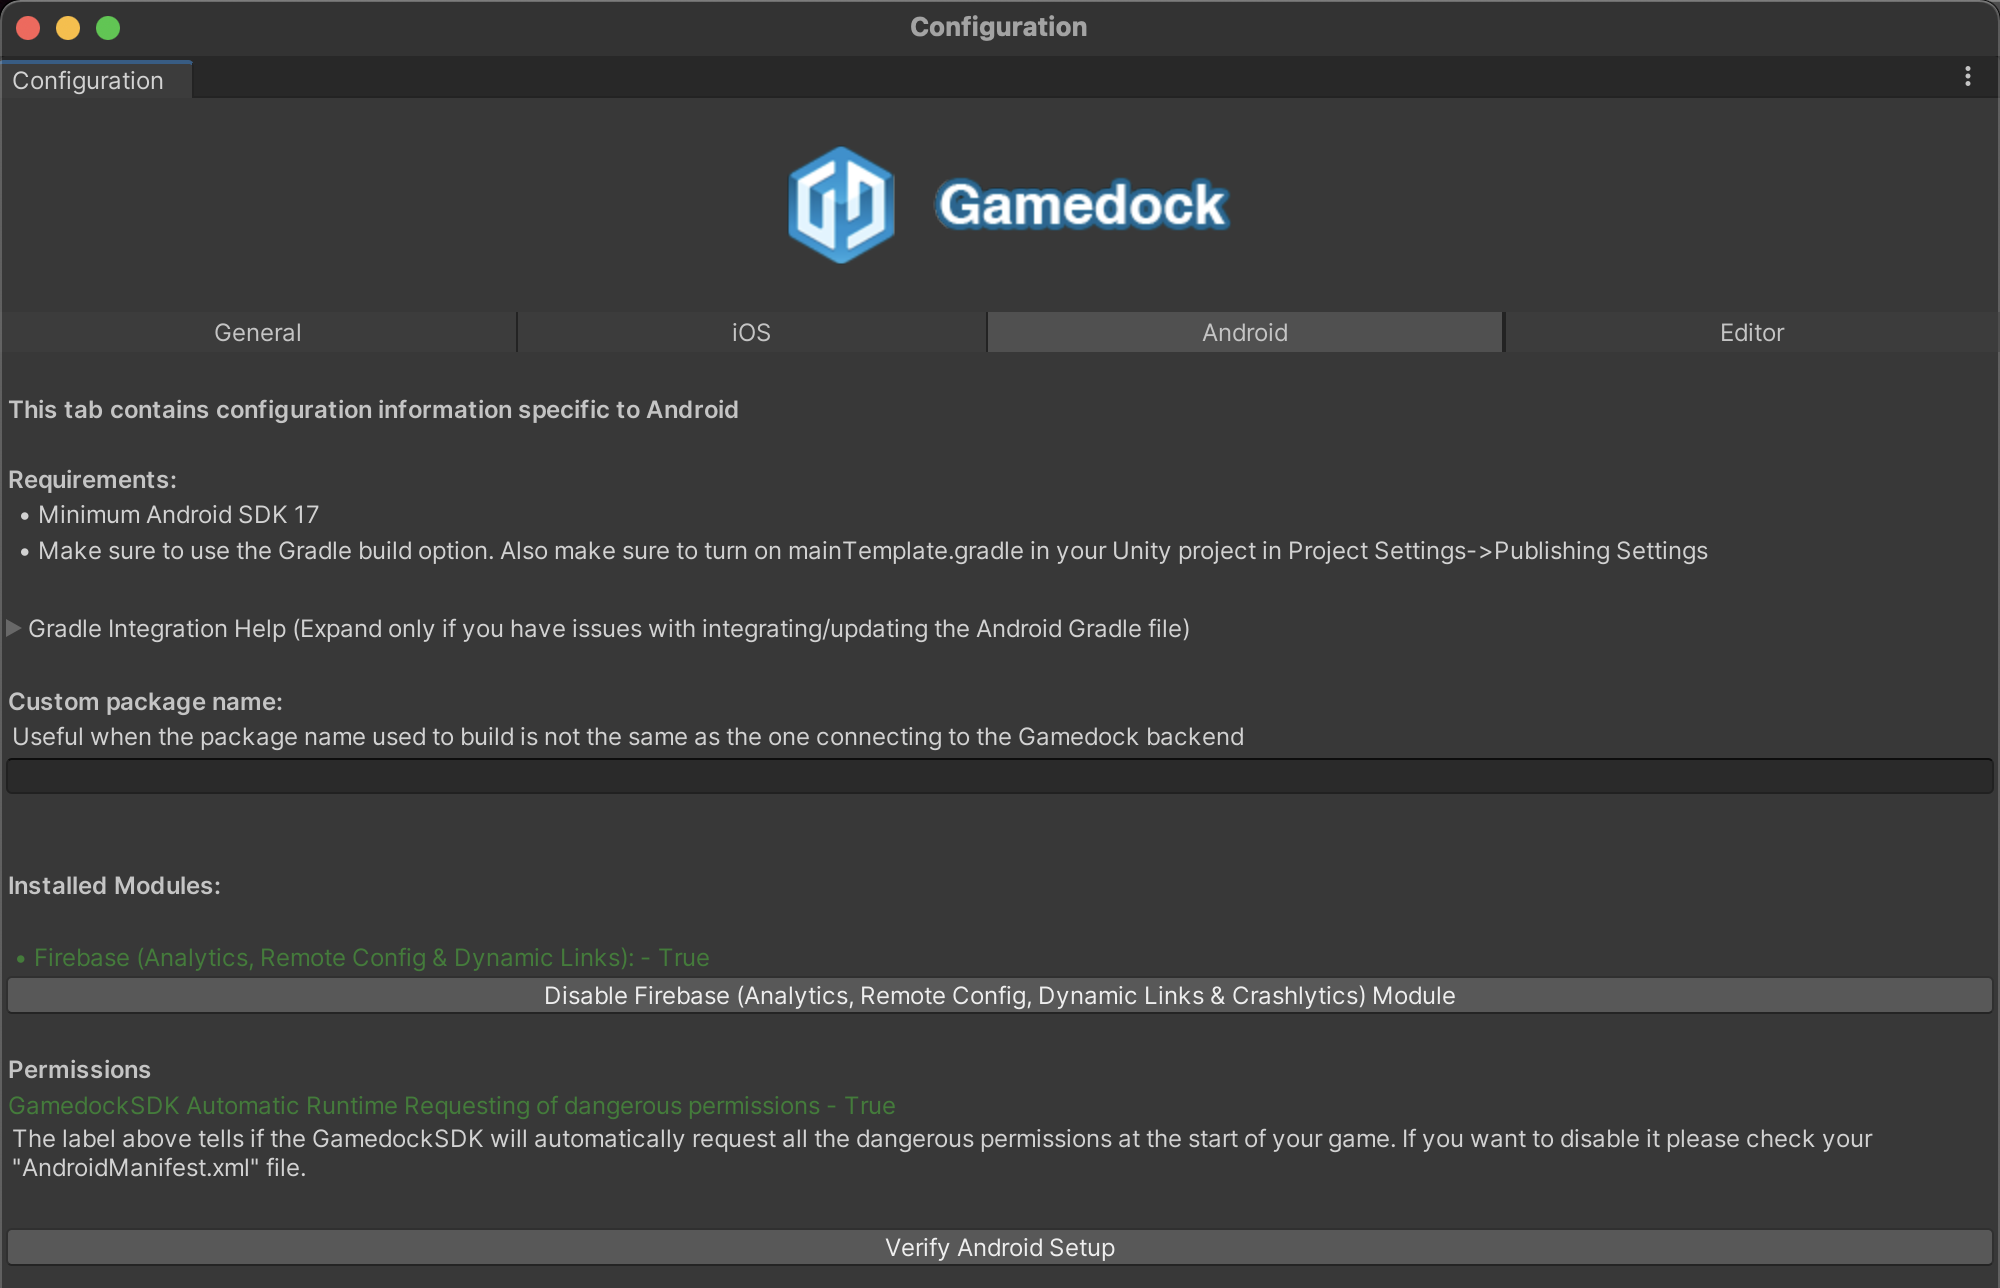 Configuration
Configuration
Gamedock
General
iOS
Android
Editor
This tab contains configuration information specific to Android
Requirements:
• Minimum Android SDK 17
• Make sure to use the Gradle build option. Also make sure to turn on mainTemplate.gradle in your Unity project in Project Settings->Publishing Settings
Gradle Integration Help (Expand only if you have issues with integrating/updating the Android Gradle file)
Custom package name:
Useful when the package name used to build is not the same as the one connecting to the Gamedock backend
Installed Modules:
• Firebase (Analytics, Remote Config & Dynamic Links): - True
Disable Firebase (Analytics, Remote Config, Dynamic Links & Crashlytics) Module
Permissions
GamedockSDK Automatic Runtime Requesting of dangerous permissions - True
The label above tells if the GamedockSDK will automatically request all the dangerous permissions at the start of your game. If you want to disable it please check your
"AndroidManifest.xml" file.
Verify Android Setup